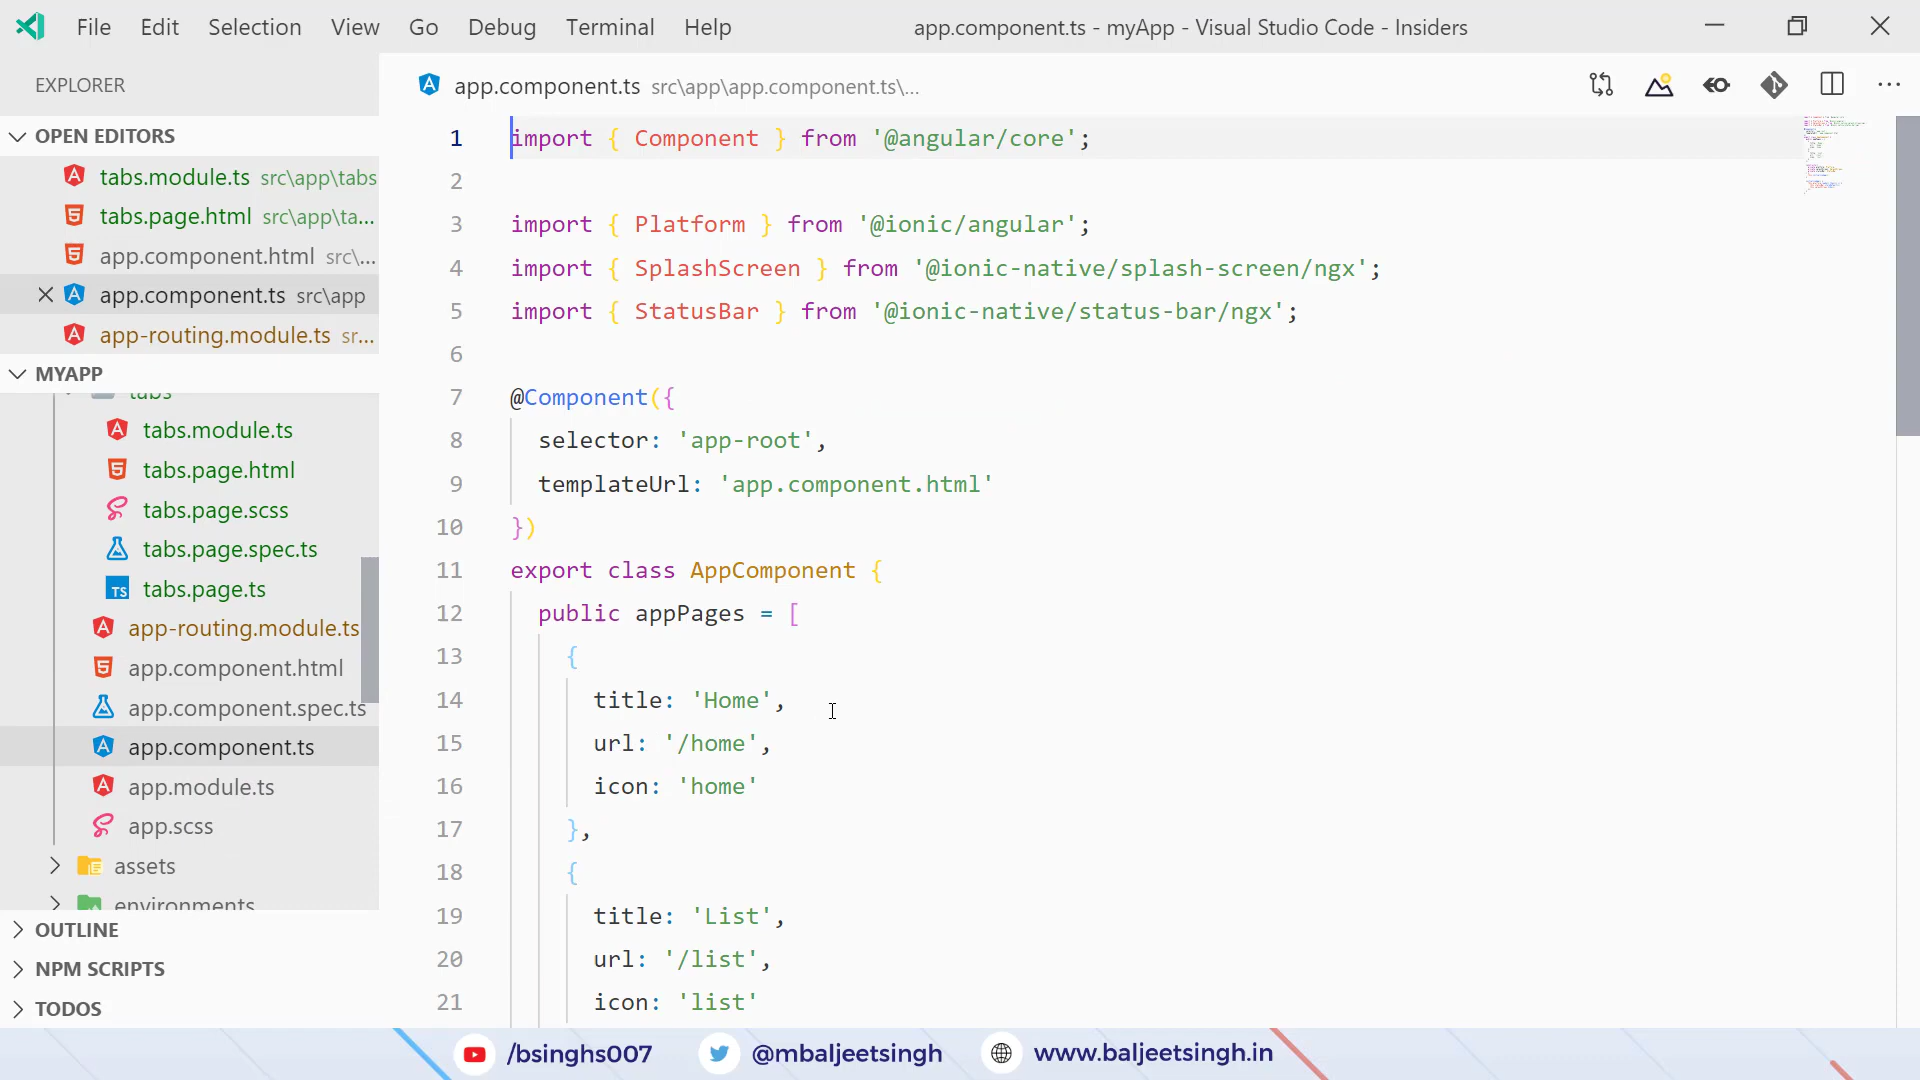 File Edit Selection View Go Debug Terminal Help app.component.ts - myApp - Visual Studio Code - Insiders
EXPLORER
OPEN EDITORS
tabs.module.ts src\app\tabs
tabs.page.html src\app\ta...
app.component.html src\...
app.component.ts src\app
app-routing.module.ts sr...
MYAPP
tabs
tabs.module.ts
tabs.page.html
tabs.page.scss
tabs.page.spec.ts
TS tabs.page.ts
app-routing.module.ts
app.component.html
app.component.spec.ts
app.component.ts
app.module.ts
app.scss
assets
environments
OUTLINE
NPM SCRIPTS
TODOS
app.component.ts src\app\app.component.ts\...
1 import { Component } from '@angular/core';
2
3 import { Platform } from '@ionic/angular';
4 import { SplashScreen } from '@ionic-native/splash-screen/ngx';
5 import { StatusBar } from '@ionic-native/status-bar/ngx';
6
7 @Component({
8 selector: 'app-root',
9 templateUrl: 'app.component.html'
10 })
11 export class AppComponent {
12 public appPages = [
13 {
14 title: 'Home',
15 url: '/home',
16 icon: 'home'
17 },
18 {
19 title: 'List',
20 url: '/list',
21 icon: 'list'
/bsinghs007 @mbaljeetsingh www.baljeetsingh.in